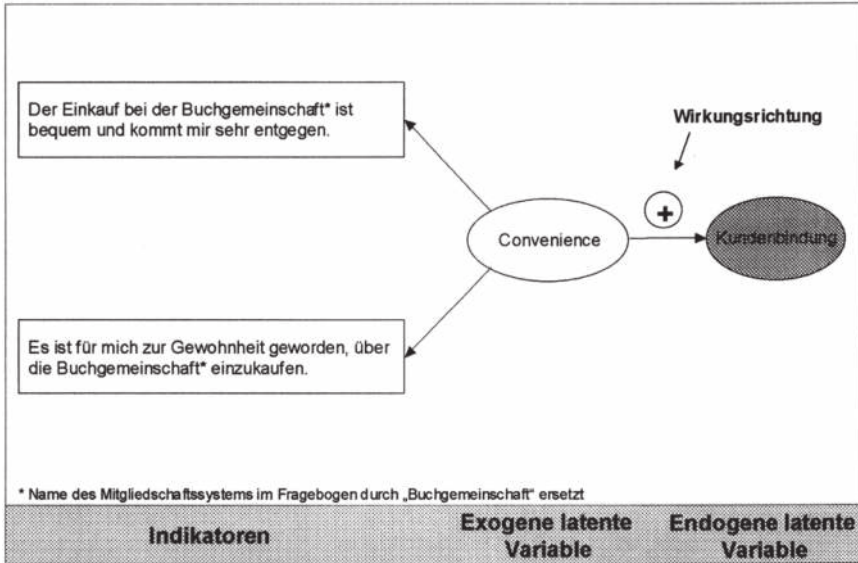 Der Einkauf bei der Buchgemeinschaft* ist
bequem und kommt mir sehr entgegen.
Wirkungsrichtung
+
Convenience
Kundenbindung
Es ist für mich zur Gewohnheit geworden, über
die Buchgemeinschaft* einzukaufen.
* Name des Mitgliedschaftssystems im Fragebogen durch „Buchgemeinschaft“ ersetzt
Indikatoren
Exogene latente
Variable
Endogene latente
Variable